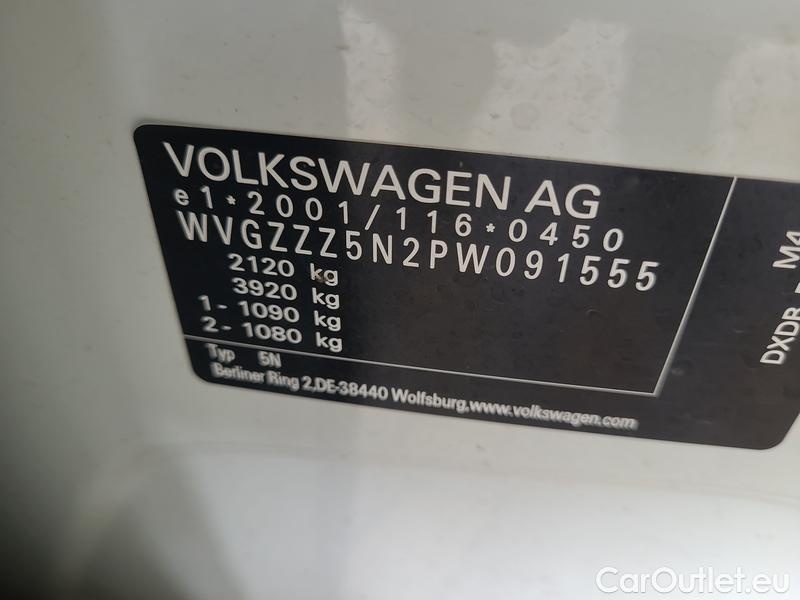 VOLKSWAGEN AG
e1*2001/116*0450
WVGZZZ5N2PW091555
2120 kg
3920 kg
1- 1090 kg
2- 1080 kg
Typ 5N
Berliner Ring 2,DE-38440 Wolfsburg,www.volkswagen.com
M4
DXDB
CarOutlet.eu